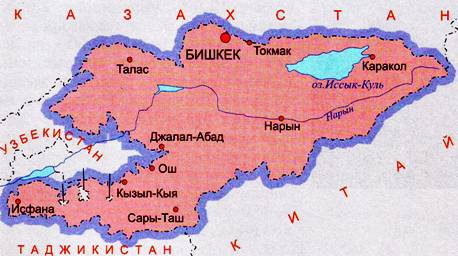 КАЗАХСТАН
БИШКЕК
Токмак
Талас
Каракол
оз.Иссык-Куль
Нарын
Нарын
Джалал-Абад
УЗБЕКИСТАН
Ош
Кызыл-Кыя
Исфана
Сары-Таш
КИТАЙ
ТАДЖИКИСТАН